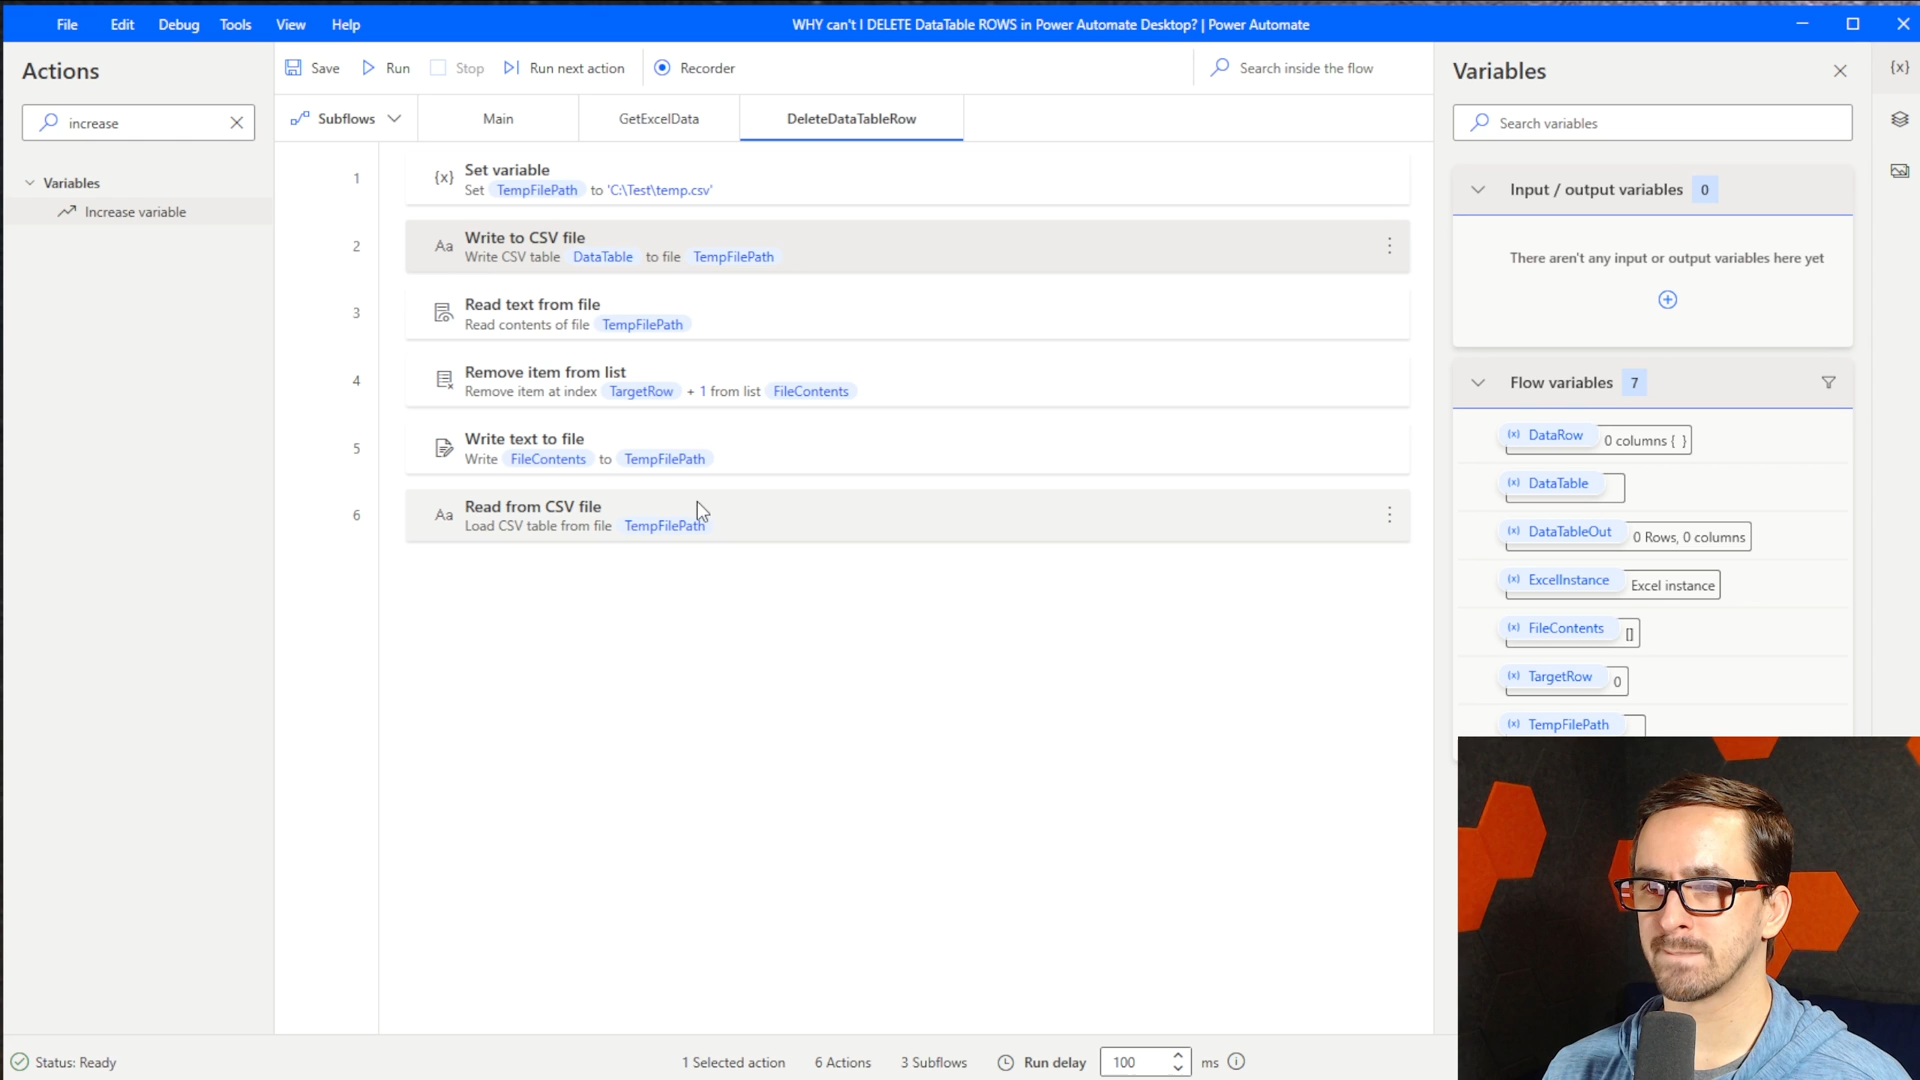 File Edit Debug Tools View Help
WHY can't I DELETE DataTable ROWS in Power Automate Desktop? | Power Automate
Actions
increase
Variables
Increase variable
Save Run Stop Run next action Recorder
Search inside the flow
Subflows Main GetExcelData DeleteDataTableRow
1
{x} Set variable
Set TempFilePath to 'C:\Test\temp.csv'
2
Aa Write to CSV file
Write CSV table DataTable to file TempFilePath
3
Read text from file
Read contents of file TempFilePath
4
Remove item from list
Remove item at index TargetRow + 1 from list FileContents
5
Write text to file
Write FileContents to TempFilePath
6
Aa Read from CSV file
Load CSV table from file TempFilePath
Variables
{x}
Search variables
Input / output variables 0
There aren't any input or output variables here yet
Flow variables 7
(x) DataRow 0 columns { }
(x) DataTable
(x) DataTableOut 0 Rows, 0 columns
(x) ExcelInstance Excel instance
(x) FileContents []
(x) TargetRow 0
(x) TempFilePath
Status: Ready
1 Selected action 6 Actions 3 Subflows Run delay 100 ms